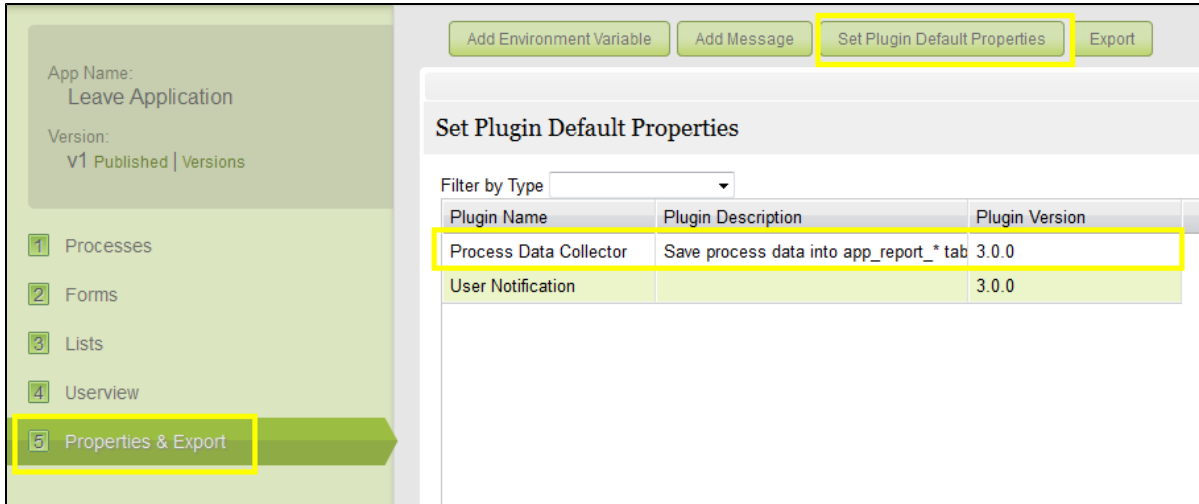 Add Environment Variable Add Message Set Plugin Default Properties Export
App Name:
Leave Application
Version:
v1 Published | Versions
Set Plugin Default Properties
Filter by Type
Plugin Name Plugin Description Plugin Version
Process Data Collector Save process data into app_report_* tab 3.0.0
User Notification 3.0.0
1 Processes
2 Forms
3 Lists
4 Userview
5 Properties & Export